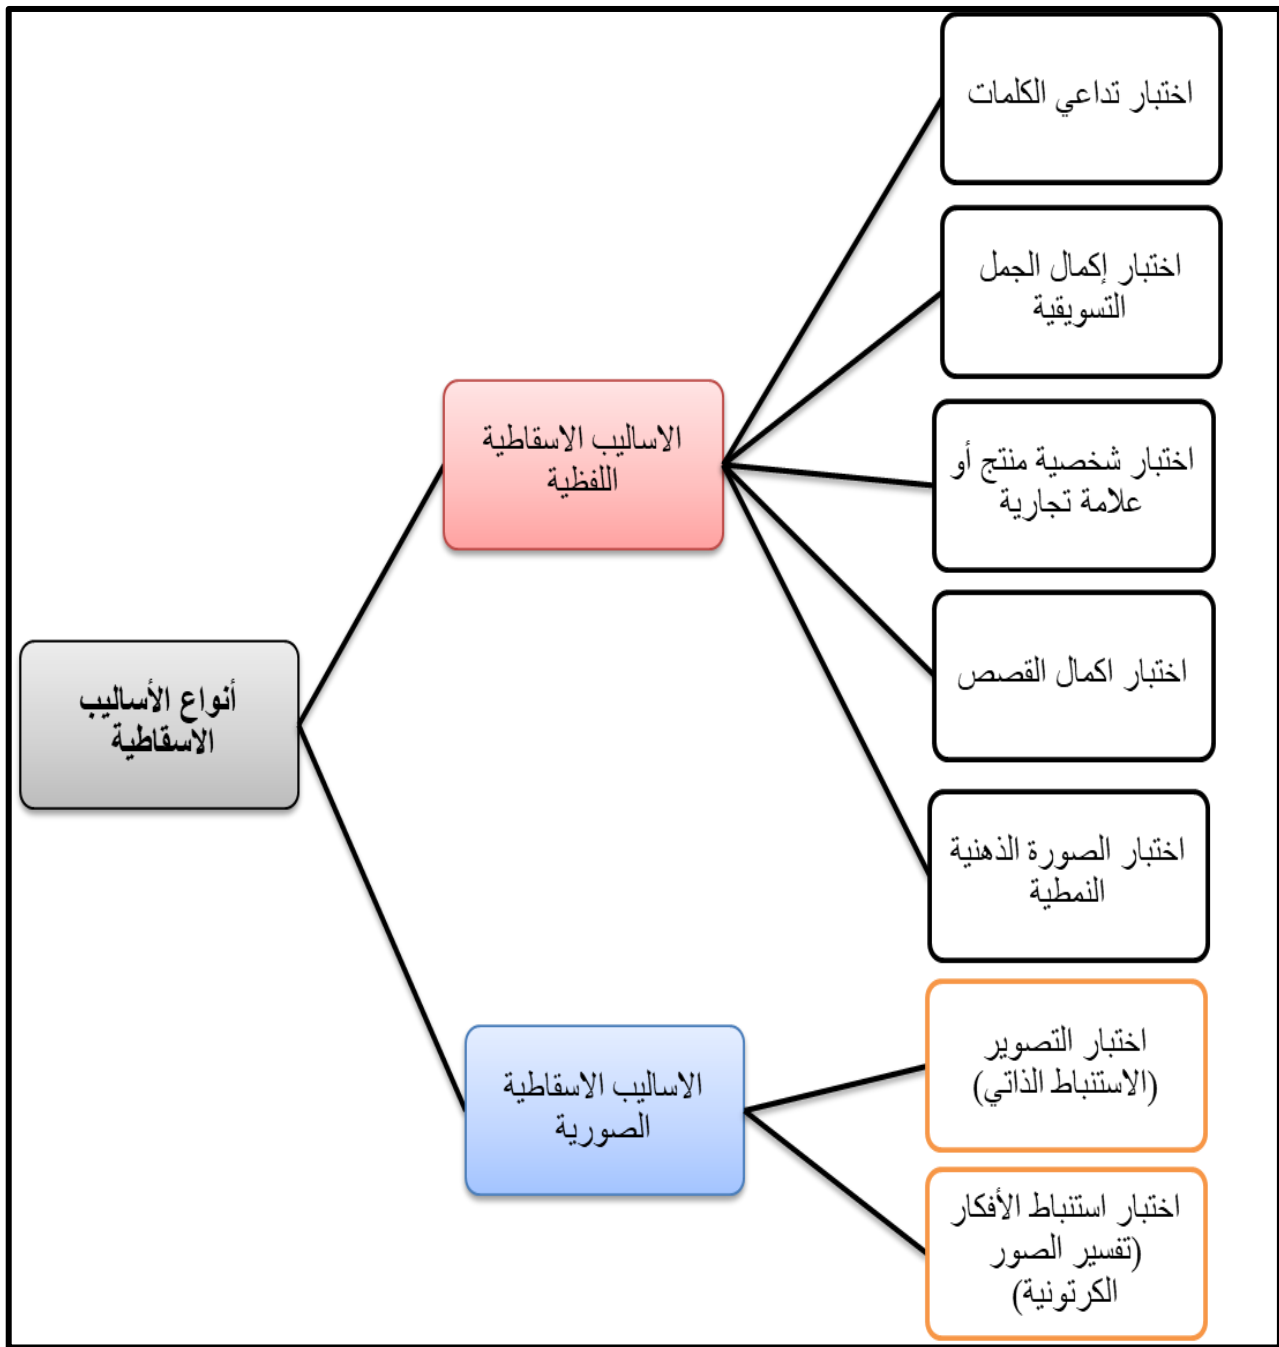 أنواع الأساليب
الاسقاطية
الاساليب الاسقاطية
اللفظية
اختبار تداعي الكلمات
اختبار إكمال الجمل
التسويقية
اختبار شخصية منتج أو
علامة تجارية
اختبار اكمال القصص
اختبار الصورة الذهنية
النمطية
الاساليب الاسقاطية
الصورية
اختبار التصوير
(الاستنباط الذاتي)
اختبار استنباط الأفكار
(تفسير الصور
الكرتونية)